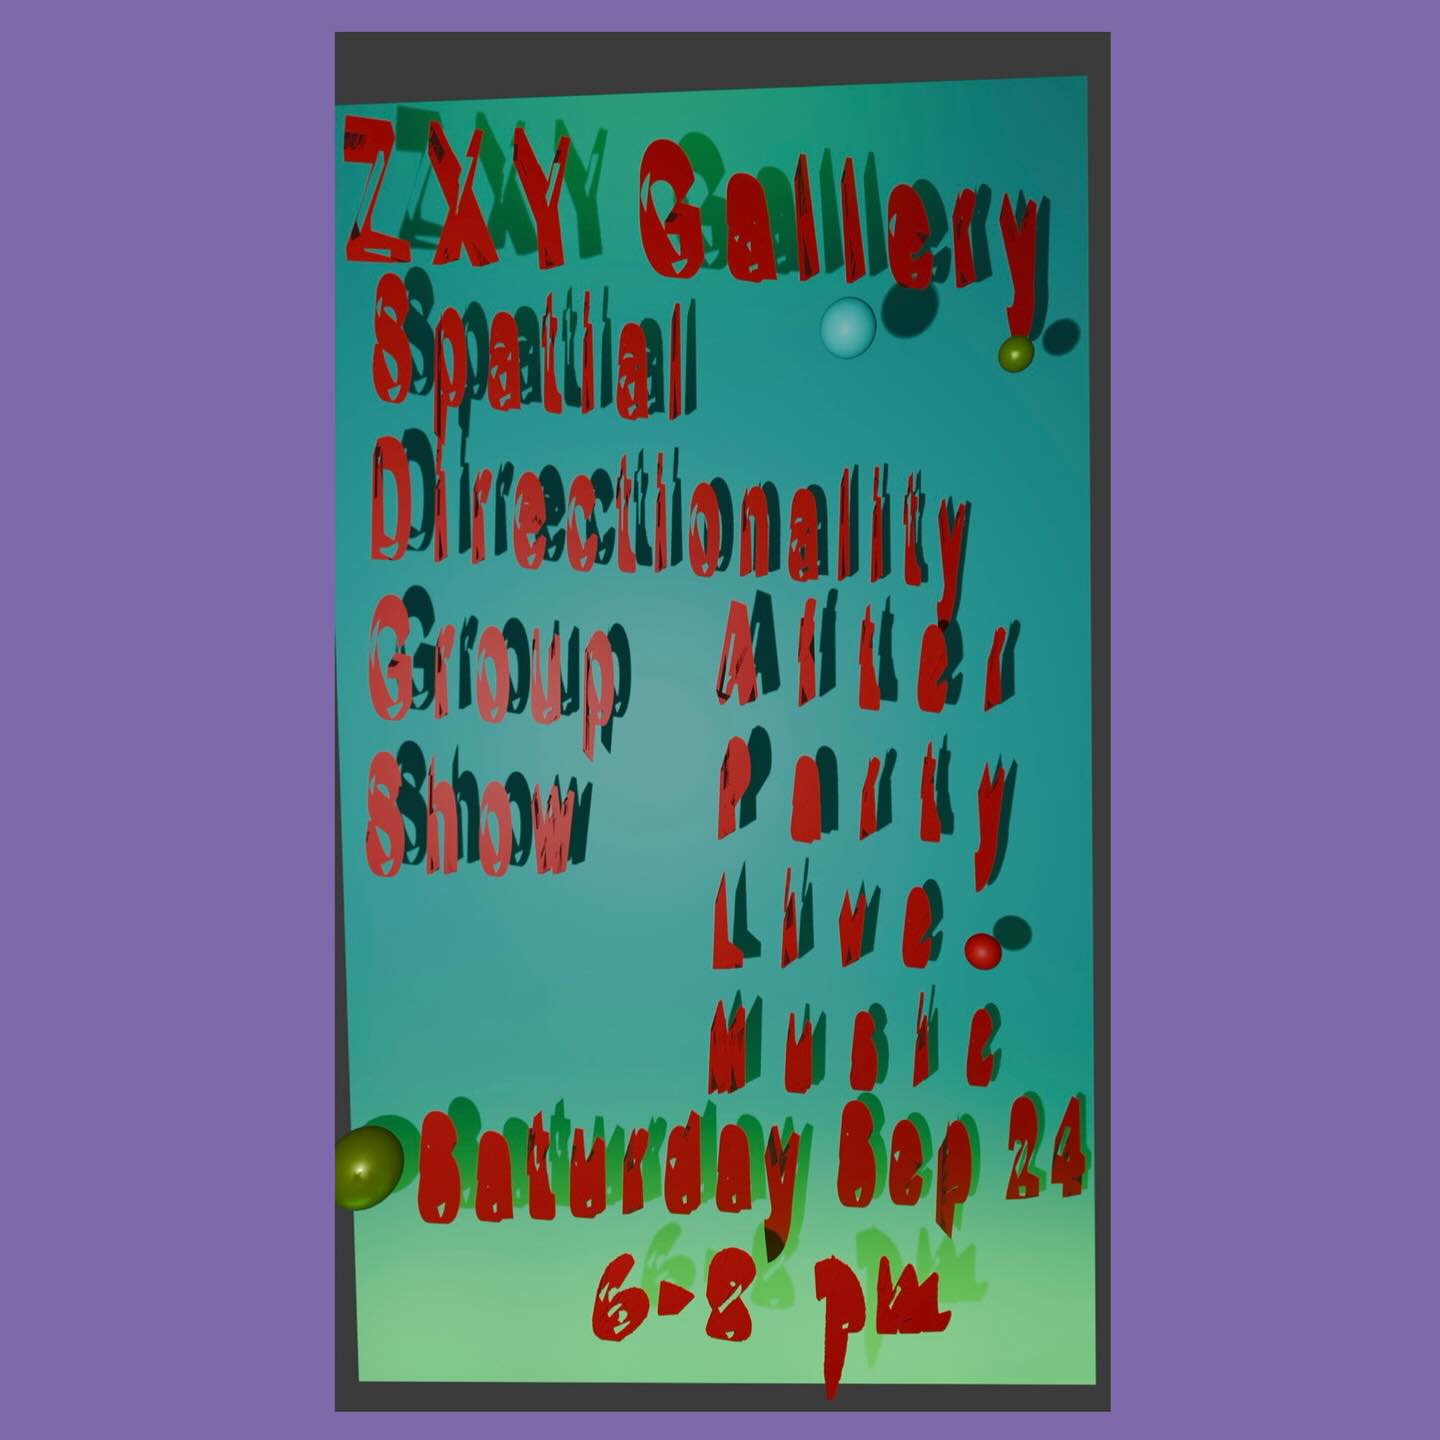 ZXY Gallery
Spatial
Directionality
Group
Show
After
Party
Live
Music
Saturday Sep 24
6-8 pm